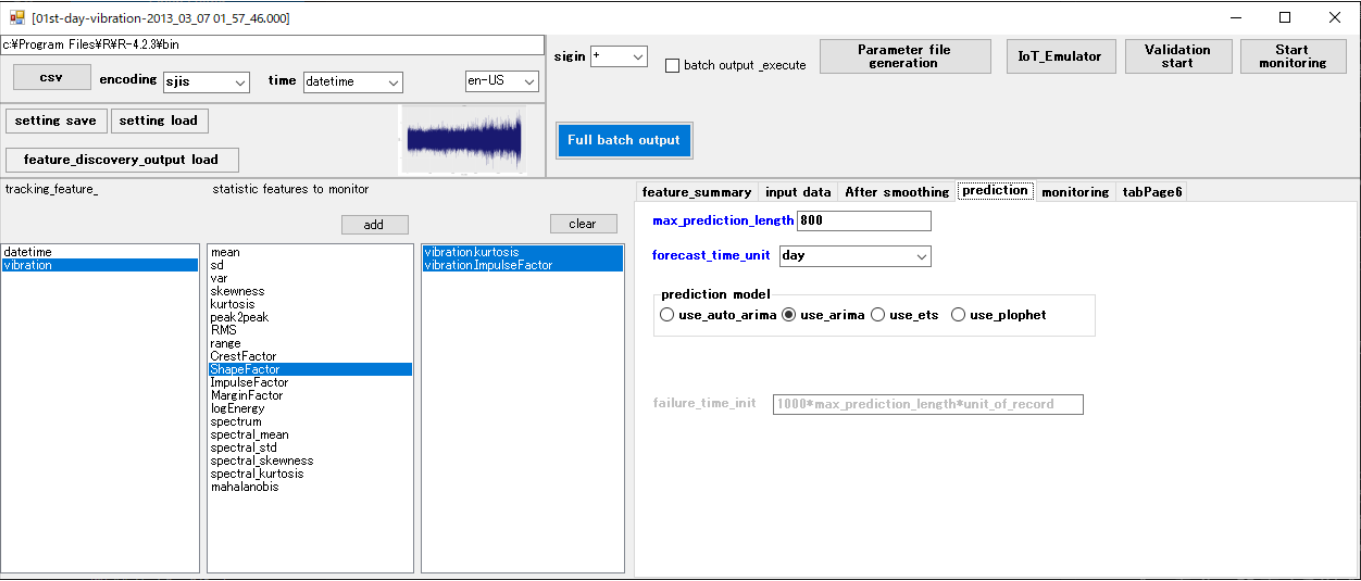 [01st-day-vibration-2013_03_07 01_57_46.000]
c:¥Program Files¥R¥R-4.2.3¥bin
csv encoding sjis time datetime en-US
sigin + batch output _execute
Parameter file generation
IoT_Emulator
Validation start
Start monitoring
setting save setting load
feature_discovery_output load
Full batch output
tracking_feature_ statistic features to monitor
add clear
datetime
vibration
mean
sd
var
skewness
kurtosis
peak2peak
RMS
range
CrestFactor
ShapeFactor
ImpulseFactor
MarginFactor
logEnergy
spectrum
spectral_mean
spectral_std
spectral_skewness
spectral_kurtosis
mahalanobis
vibration.kurtosis
vibration.ImpulseFactor
feature_summary input data After smoothing prediction monitoring tabPage6
max_prediction_length 800
forecast_time_unit day
prediction model
use_auto_arima use_arima use_ets use_plophet
failure_time_init 1000*max_prediction_length*unit_of_record